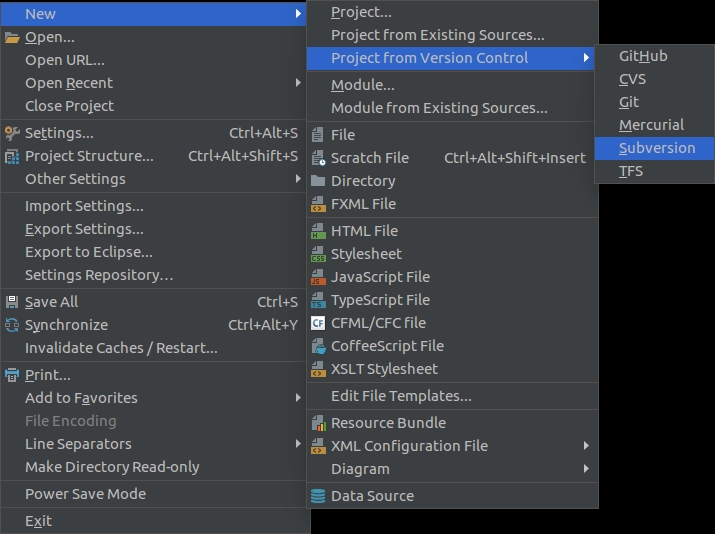 New
Open...
Open URL...
Open Recent
Close Project
Settings... Ctrl+Alt+S
Project Structure... Ctrl+Alt+Shift+S
Other Settings
Import Settings...
Export Settings...
Export to Eclipse...
Settings Repository...
Save All Ctrl+S
Synchronize Ctrl+Alt+Y
Invalidate Caches / Restart...
Print...
Add to Favorites
File Encoding
Line Separators
Make Directory Read-only
Power Save Mode
Exit
Project...
Project from Existing Sources...
Project from Version Control
Module...
Module from Existing Sources...
File
Scratch File Ctrl+Alt+Shift+Insert
Directory
FXML File
H HTML File
CSS Stylesheet
JS JavaScript File
TS TypeScript File
CF CFML/CFC file
CoffeeScript File
XSLT Stylesheet
Edit File Templates...
Resource Bundle
XML Configuration File
Diagram
Data Source
GitHub
CVS
Git
Mercurial
Subversion
TFS